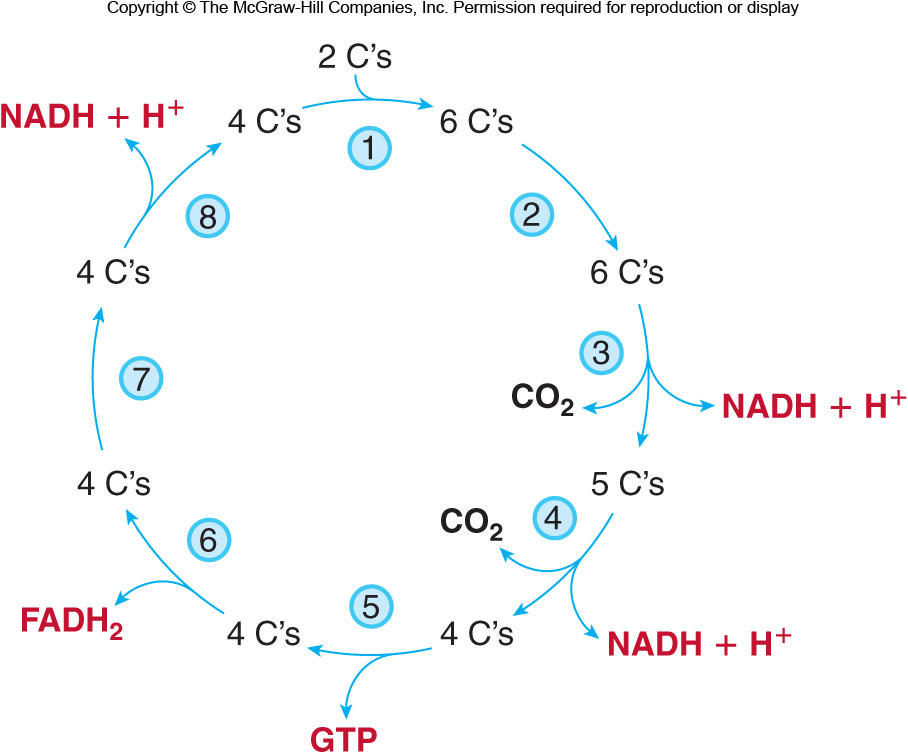 Copyright © The McGraw-Hill Companies, Inc. Permission required for reproduction or display
2 C’s
NADH + H⁺
4 C’s
6 C’s
1
8
2
4 C’s
6 C’s
3
7
CO₂
NADH + H⁺
4 C’s
5 C’s
CO₂
4
6
5
FADH₂
4 C’s
4 C’s
NADH + H⁺
GTP